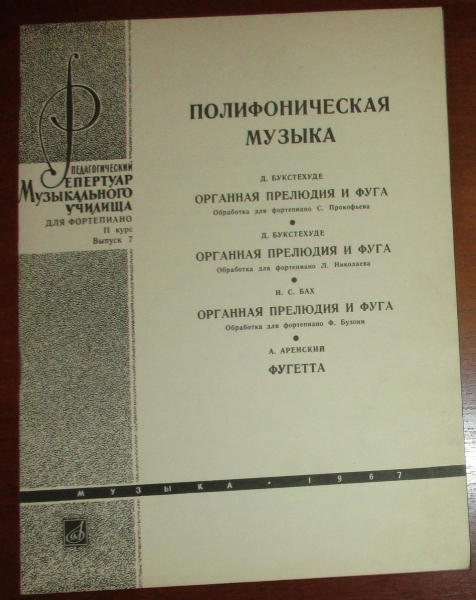 ПОЛИФОНИЧЕСКАЯ
МУЗЫКА
Д. БУКСТЕХУДЕ
ОРГАННАЯ ПРЕЛЮДИЯ И ФУГА
Обработка для фортепиано С. Прокофьева
Д. БУКСТЕХУДЕ
ОРГАННАЯ ПРЕЛЮДИЯ И ФУГА
Обработка для фортепиано Л. Николаева
И. С. БАХ
ОРГАННАЯ ПРЕЛЮДИЯ И ФУГА
Обработка для фортепиано Ф. Бузони
А. АРЕНСКИЙ
ФУГЕТТА
ПЕДАГОГИЧЕСКИЙ
РЕПЕРТУАР
МУЗЫКАЛЬНОГО
УЧИЛИЩА
ДЛЯ ФОРТЕПИАНО
II курс
Выпуск 7
МУЗЫКА • 1967